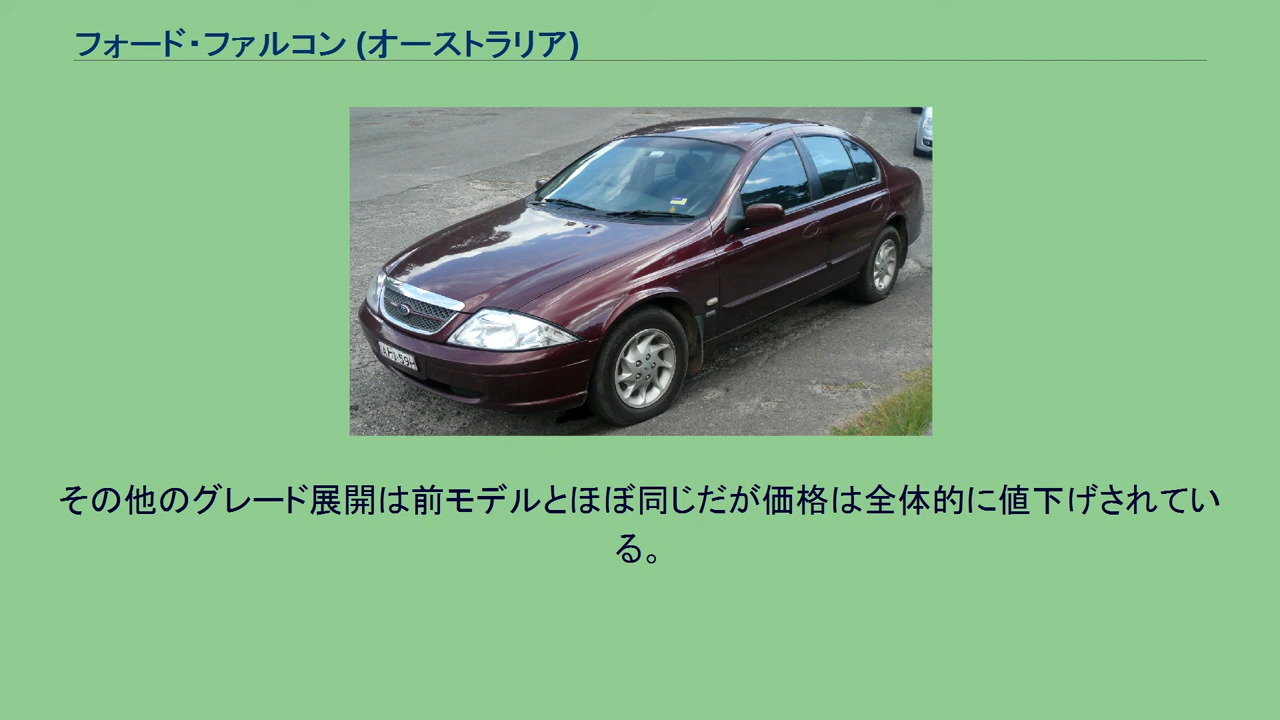 フォード・ファルコン (オーストラリア)
その他のグレード展開は前モデルとほぼ同じだが価格は全体的に値下げされてい
る。